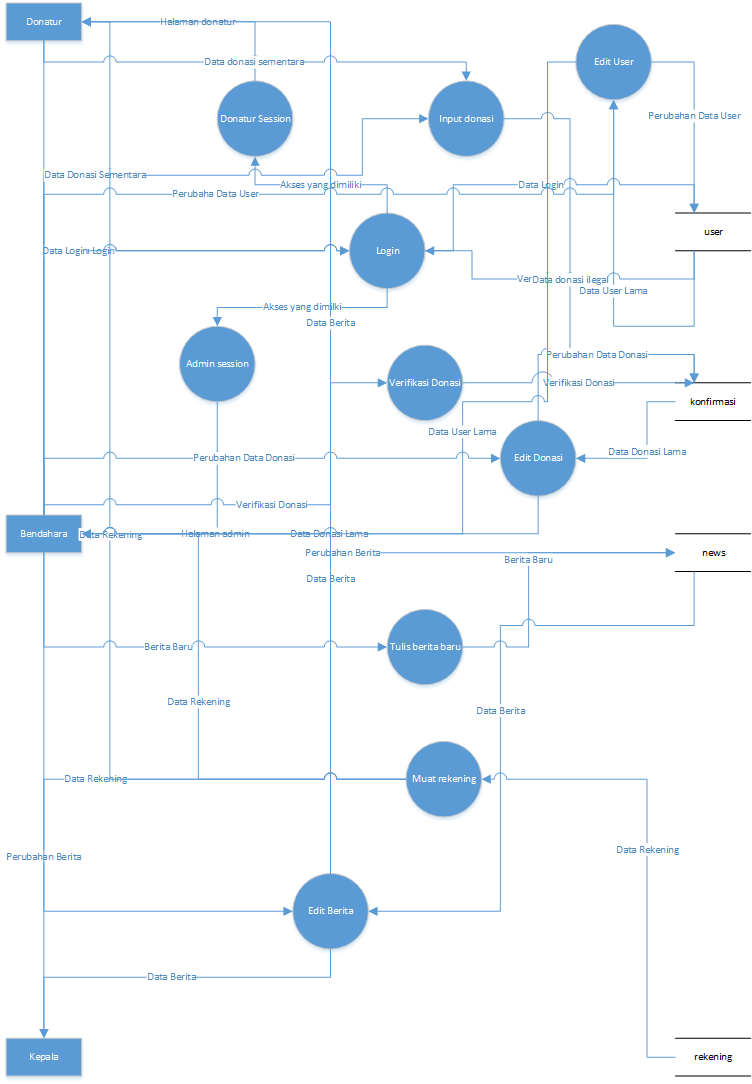 Donatur
Halaman donatur
Data donasi sementara
Edit User
Donatur Session
Input donasi
Perubahan Data User
Data Donasi Sementara
Akses yang dimiliki
Data Login
Perubaha Data User
user
Data Login
Login
Login
Data donasi ilegal
Data User Lama
Akses yang dimilki
Data Berita
Admin session
Verifikasi Donasi
Perubahan Data Donasi
Verifikasi Donasi
konfirmasi
Data User Lama
Edit Donasi
Data Donasi Lama
Perubahan Data Donasi
Verifikasi Donasi
Bendahara
Data Rekening
Halaman admin
Data Donasi Lama
Perubahan Berita
news
Berita Baru
Data Berita
Berita Baru
Tulis berita baru
Data Rekening
Data Berita
Data Rekening
Muat rekening
Perubahan Berita
Data Rekening
Edit Berita
Data Berita
Kepala
rekening